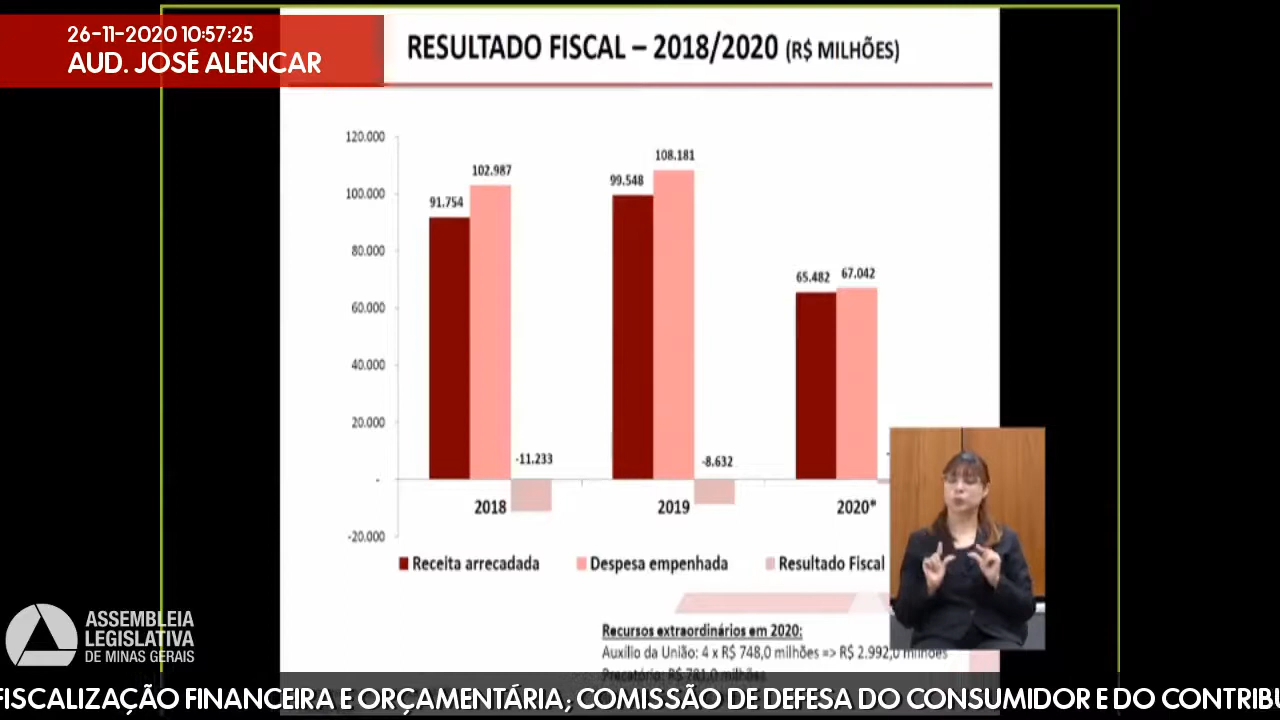 26-11-2020 10:57:25
AUD. JOSÉ ALENCAR
RESULTADO FISCAL – 2018/2020 (R$ MILHÕES)
120.000
100.000
80.000
60.000
40.000
20.000
-
-20.000
91.754
102.987
-11.233
99.548
108.181
-8.632
65.482
67.042
2018
2019
2020*
Receita arrecadada
Despesa empenhada
Resultado Fiscal
Recursos extraordinários em 2020:
Auxílio da União: 4 x R$ 748,0 milhões => R$ 2.992,0 milhões
Precatório: R$ 781,0 milhões
ASSEMBLEIA
LEGISLATIVA
DE MINAS GERAIS
FISCALIZAÇÃO FINANCEIRA E ORÇAMENTÁRIA; COMISSÃO DE DEFESA DO CONSUMIDOR E DO CONTRIBU